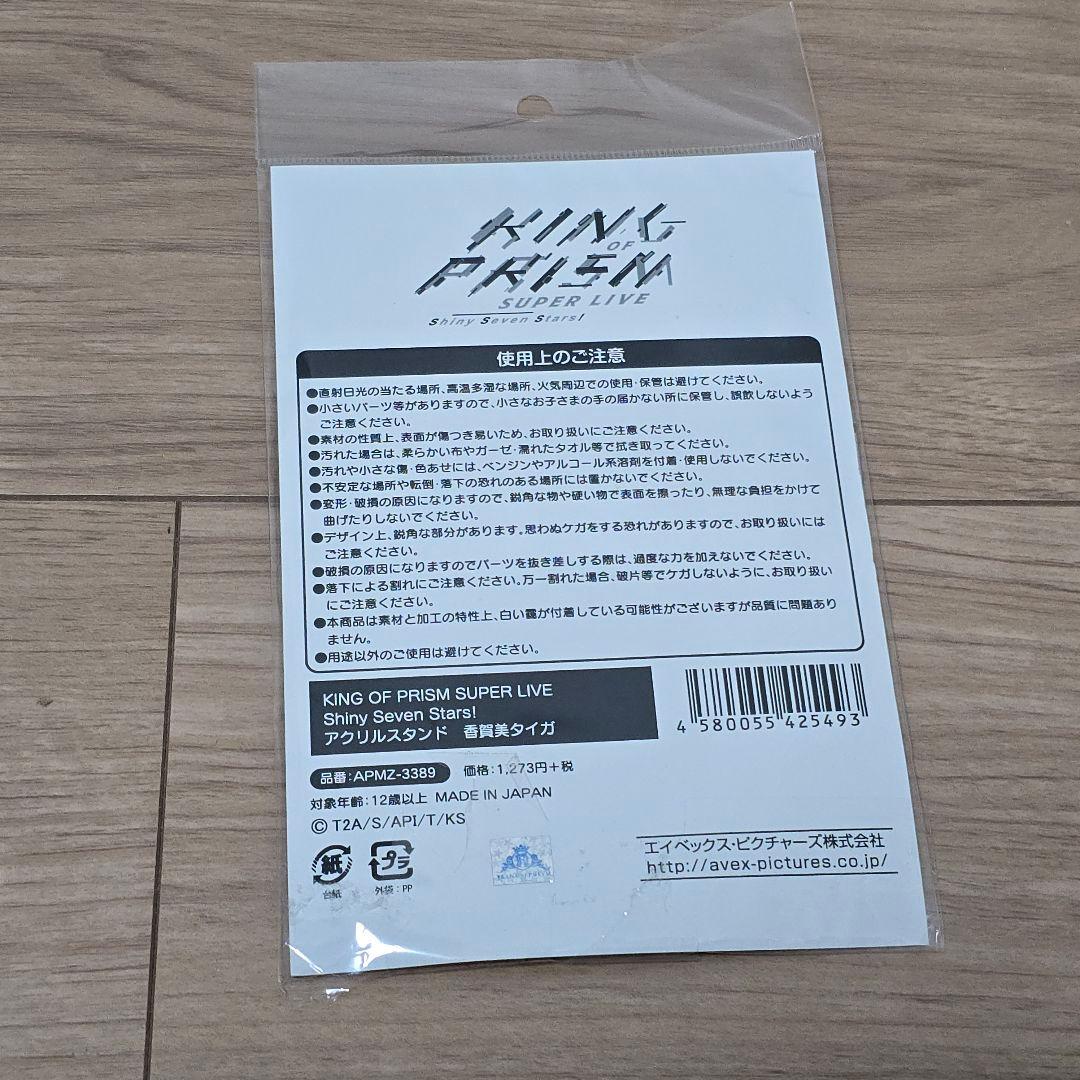 KING
OF
PRISM
SUPER LIVE
Shiny Seven Stars!
使用上のご注意
●直射日光の当たる場所、高温多湿な場所、火気周辺での使用・保管は避けてください。
●小さいパーツ等がありますので、小さなお子さまの手の届かない所に保管し、誤飲しないよう
ご注意ください。
●素材の性質上、表面が傷つき易いため、お取り扱いにご注意ください。
●汚れた場合は、柔らかい布やガーゼ・濡れたタオル等で拭き取ってください。
●汚れや小さな傷・色あせには、ベンジンやアルコール系溶剤を付着・使用しないでください。
●不安定な場所や転倒・落下の恐れのある場所には置かないでください。
●変形・破損の原因になりますので、鋭角な物や硬い物で表面を擦ったり、無理な負担をかけて
曲げたりしないでください。
●デザイン上、鋭角な部分があります。思わぬケガをする恐れがありますので、お取り扱いには
ご注意ください。
●破損の原因になりますのでパーツを抜き差しする際は、過度な力を加えないでください。
●落下による割れにご注意ください。万一割れた場合、破片等でケガしないように、お取り扱い
にご注意ください。
●本商品は素材と加工の特性上、白い靄が付着している可能性がございますが品質に問題あり
ません。
●用途以外のご使用は避けてください。
KING OF PRISM SUPER LIVE
Shiny Seven Stars!
アクリルスタンド 香賀美タイガ
4 580055 425493
品番:APMZ-3389 価格:1,273円+税
対象年齢:12歳以上 MADE IN JAPAN
© T2A/S/API/T/KS
紙
台紙
プラ
外袋:PP
エイベックス・ピクチャーズ株式会社
http://avex-pictures.co.jp/